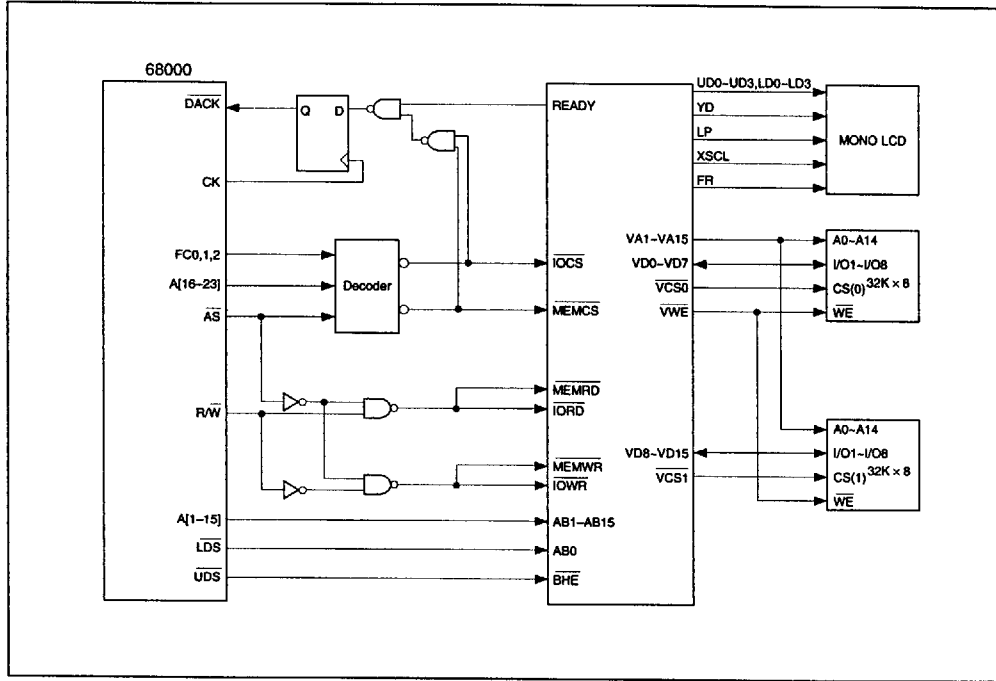 68000
DACK
CK
FC0,1,2
A[16~23]
AS
R/W
A[1~15]
LDS
UDS
Q D
Decoder
READY
IOCS
MEMCS
MEMRD
IORD
MEMWR
IOWR
AB1~AB15
AB0
BHE
VA1~VA15
VD0~VD7
VCS0
VWE
VD8~VD15
VCS1
UD0~UD3,LD0~LD3
YD
LP
XSCL
FR
MONO LCD
A0~A14
I/O1~I/O8
CS(0) 32K × 8
WE
A0~A14
I/O1~I/O8
CS(1) 32K × 8
WE